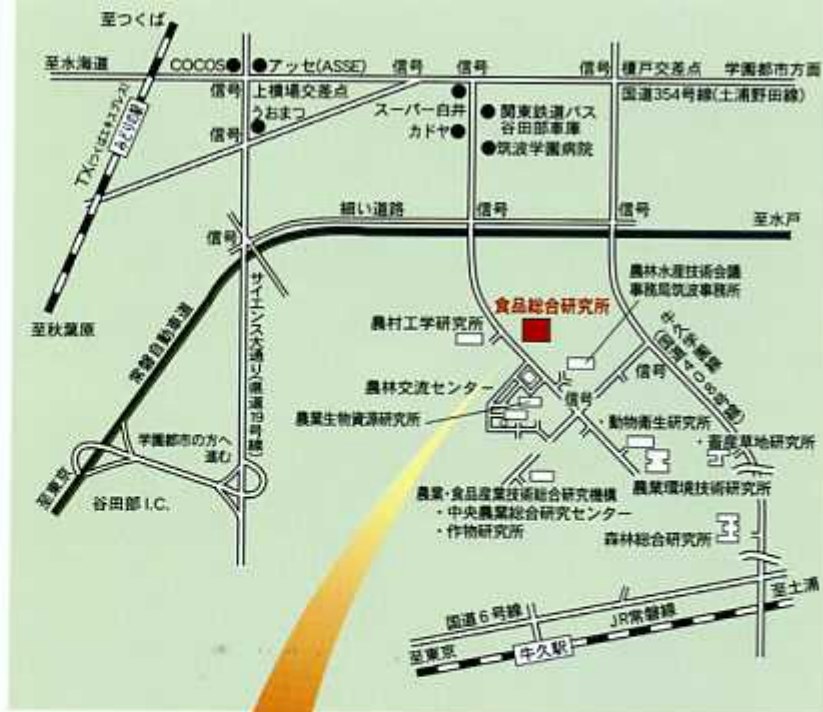 至つくば
至水海道
COCOS●
●アッセ(ASSE)
信号
信号
信号
榎戸交差点
学園都市方面
信号
上横場交差点
うおまつ
スーパー白井
カドヤ●
●関東鉄道バス
谷田部車庫
●筑波学園病院
国道354号線(土浦野田線)
信号
TX(つくばエキスプレス)
細い道路
信号
信号
至水戸
信号
至秋葉原
常磐自動車道
サイエンス大通り(県道19号線)
農村工学研究所
食品総合研究所
農林水産技術会議
事務局筑波事務所
農林交流センター
農業生物資源研究所
信号
信号
牛久学園線
(国道408号線)
・動物衛生研究所
・畜産草地研究所
学園都市の方へ
進む
至東京
谷田部 I.C.
農業環境技術研究所
農業・食品産業技術総合研究機構
・中央農業総合研究センター
・作物研究所
森林総合研究所
至土浦
国道6号線
JR常磐線
至東京
牛久駅